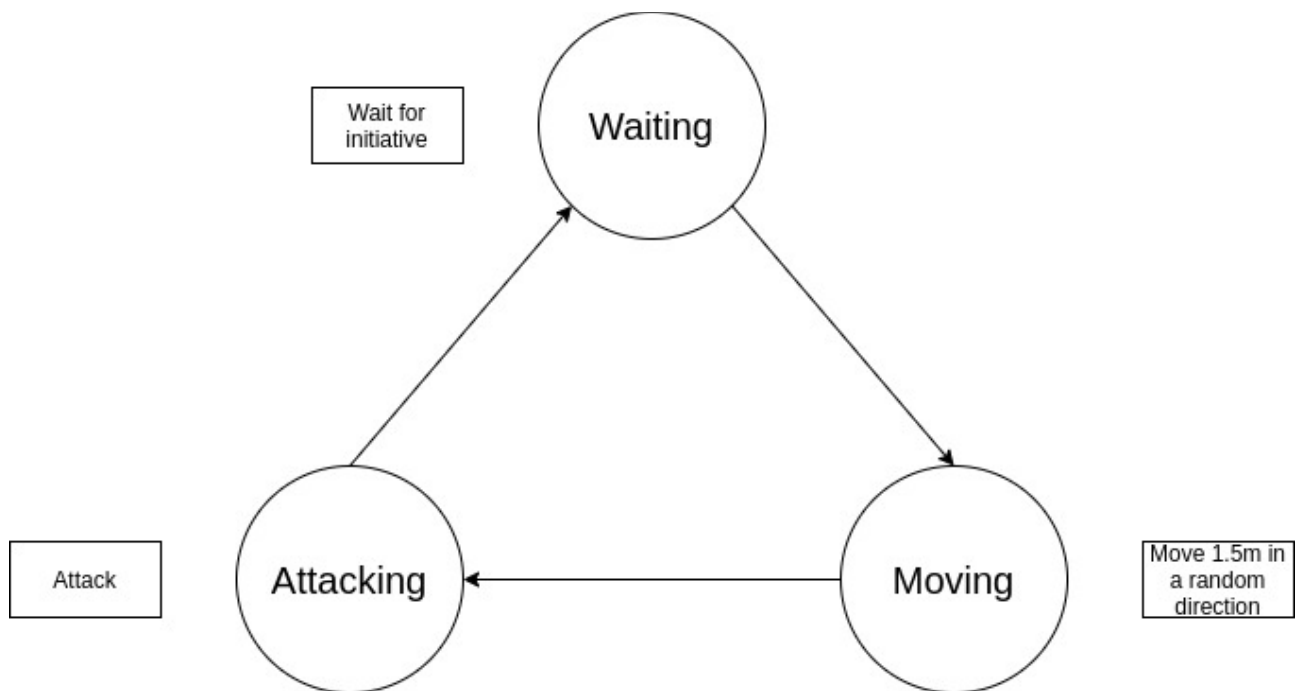 Wait for
initiative
Waiting
Attack
Attacking
Moving
Move 1.5m in
a random
direction